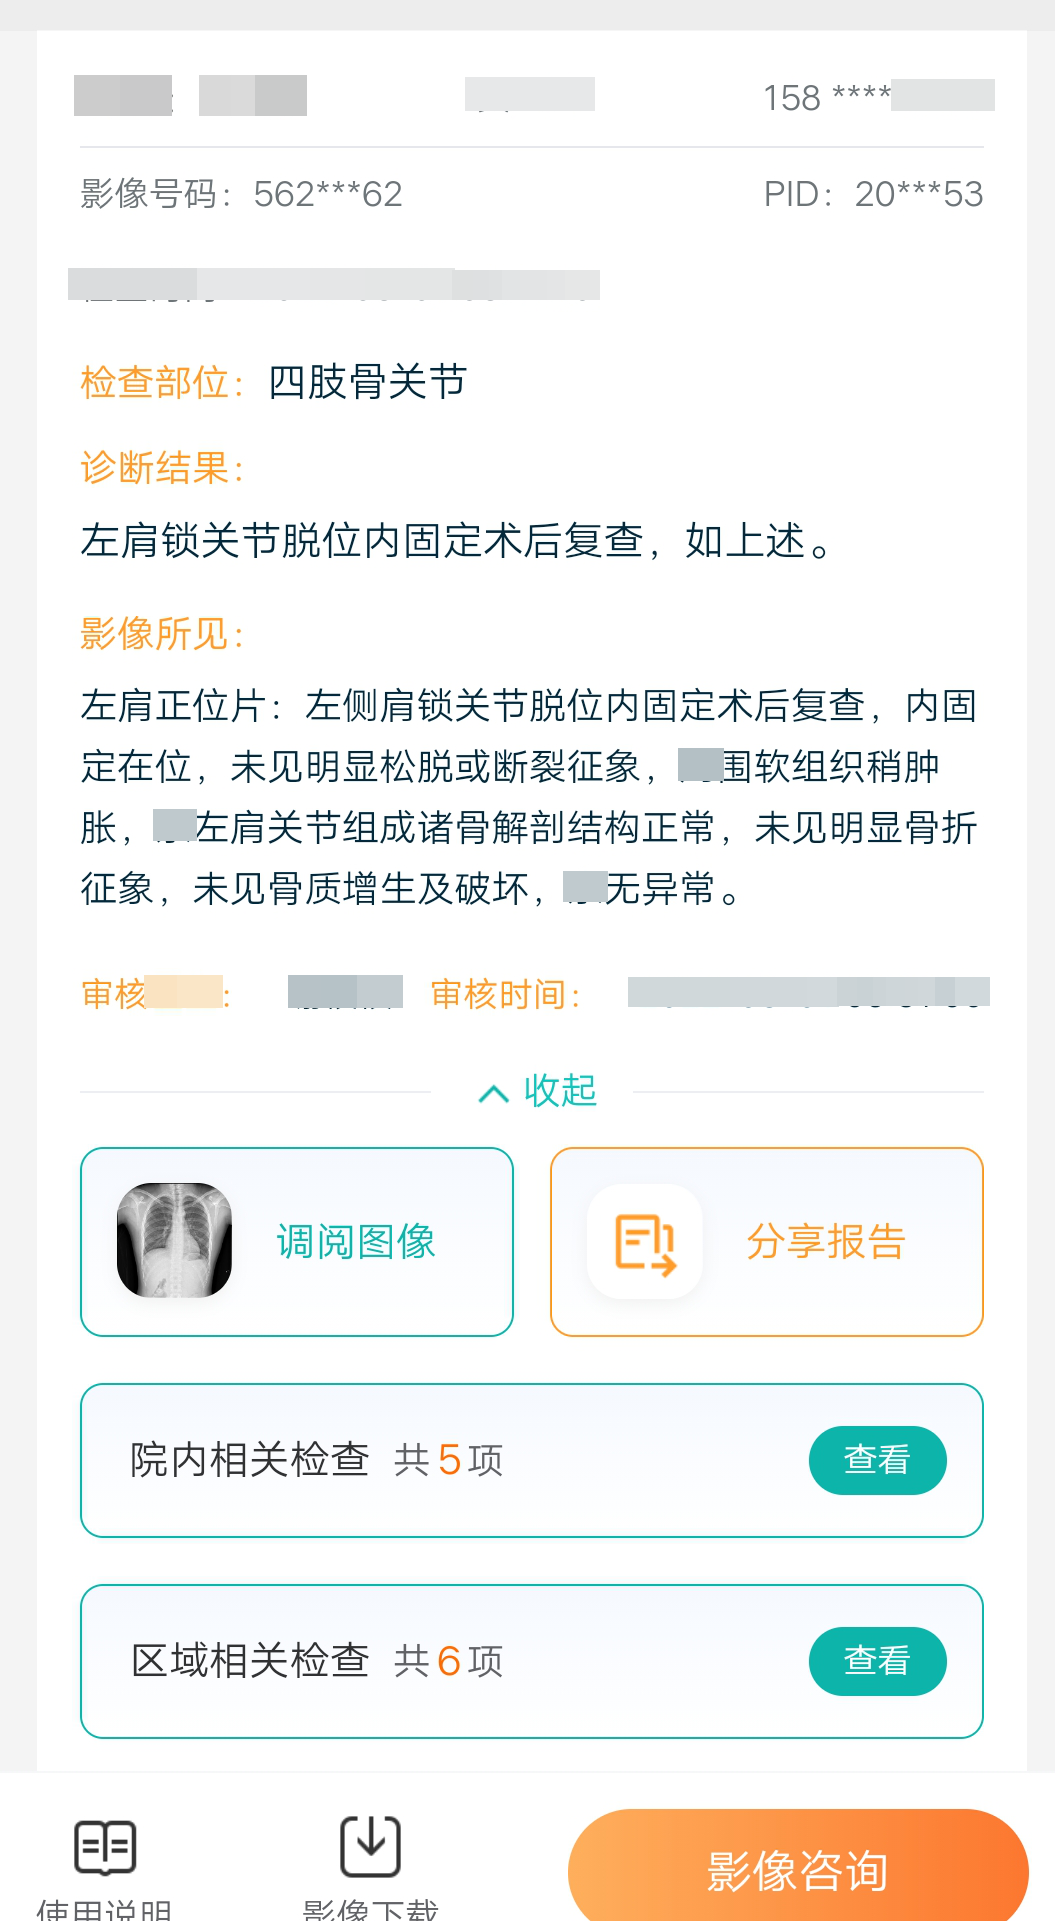 158 ****
影像号码：562***62
PID：20***53
检查部位：四肢骨关节
诊断结果：
左肩锁关节脱位内固定术后复查，如上述。
影像所见：
左肩正位片：左侧肩锁关节脱位内固定术后复查，内固
定在位，未见明显松脱或断裂征象，围软组织稍肿
胀，左肩关节组成诸骨解剖结构正常，未见明显骨折
征象，未见骨质增生及破坏，无异常。
审核：
审核时间：
收起
调阅图像
分享报告
院内相关检查 共5项
查看
区域相关检查 共6项
查看
使用说明
影像下载
影像咨询